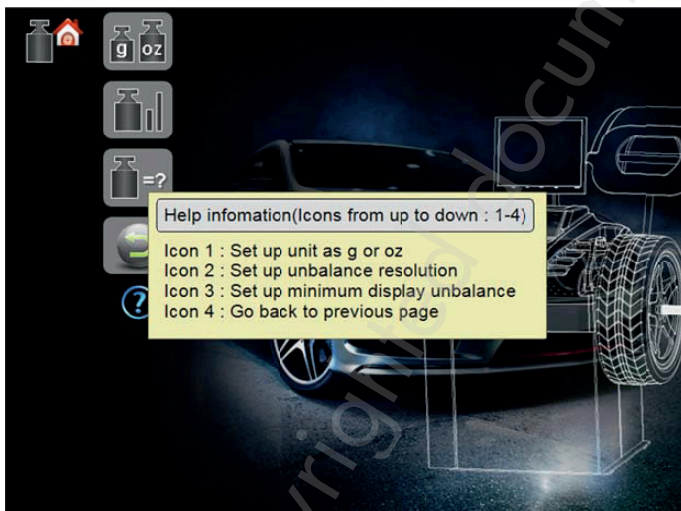 g oz
=?
Help infomation(Icons from up to down : 1-4)
Icon 1 : Set up unit as g or oz
Icon 2 : Set up unbalance resolution
Icon 3 : Set up minimum display unbalance
Icon 4 : Go back to previous page
?